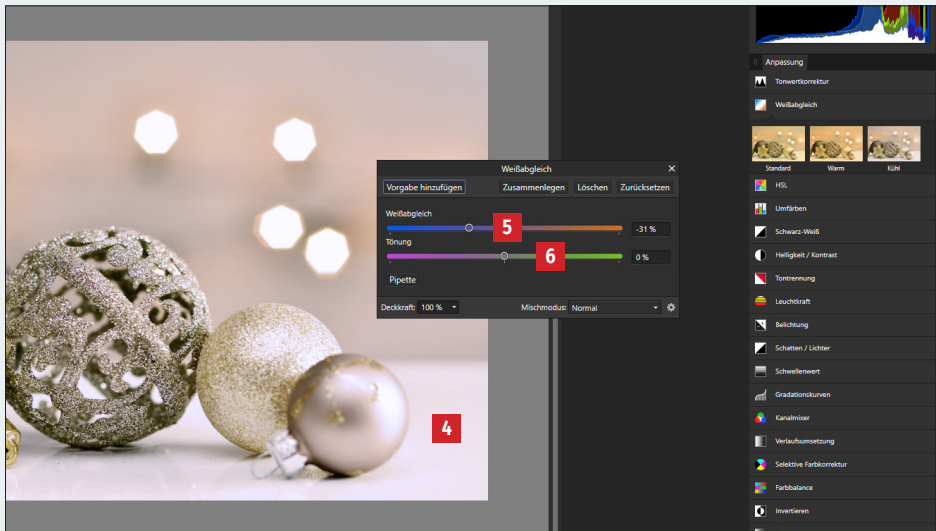 Anpassung
Tonwertkorrektur
Weißabgleich
Standard Warm Kühl
HSL
Umfärben
Schwarz-Weiß
Helligkeit / Kontrast
Tontrennung
Leuchtkraft
Belichtung
Schatten / Lichter
Schwellenwert
Gradationskurven
Kanalmixer
Verlaufsumsetzung
Selektive Farbkorrektur
Farbbalance
Invertieren
Weißabgleich
Vorgabe hinzufügen Zusammenlegen Löschen Zurücksetzen
Weißabgleich
5 -31 %
Tönung
6 0 %
Pipette
Deckkraft: 100 % Mischmodus: Normal
4